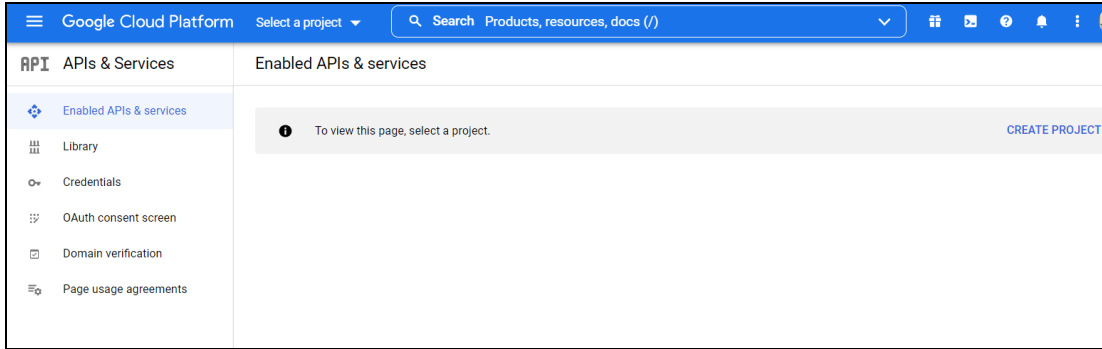 Google Cloud Platform Select a project Search Products, resources, docs (/)
API APIs & Services Enabled APIs & services
Enabled APIs & services
To view this page, select a project. CREATE PROJECT
Library
Credentials
OAuth consent screen
Domain verification
Page usage agreements